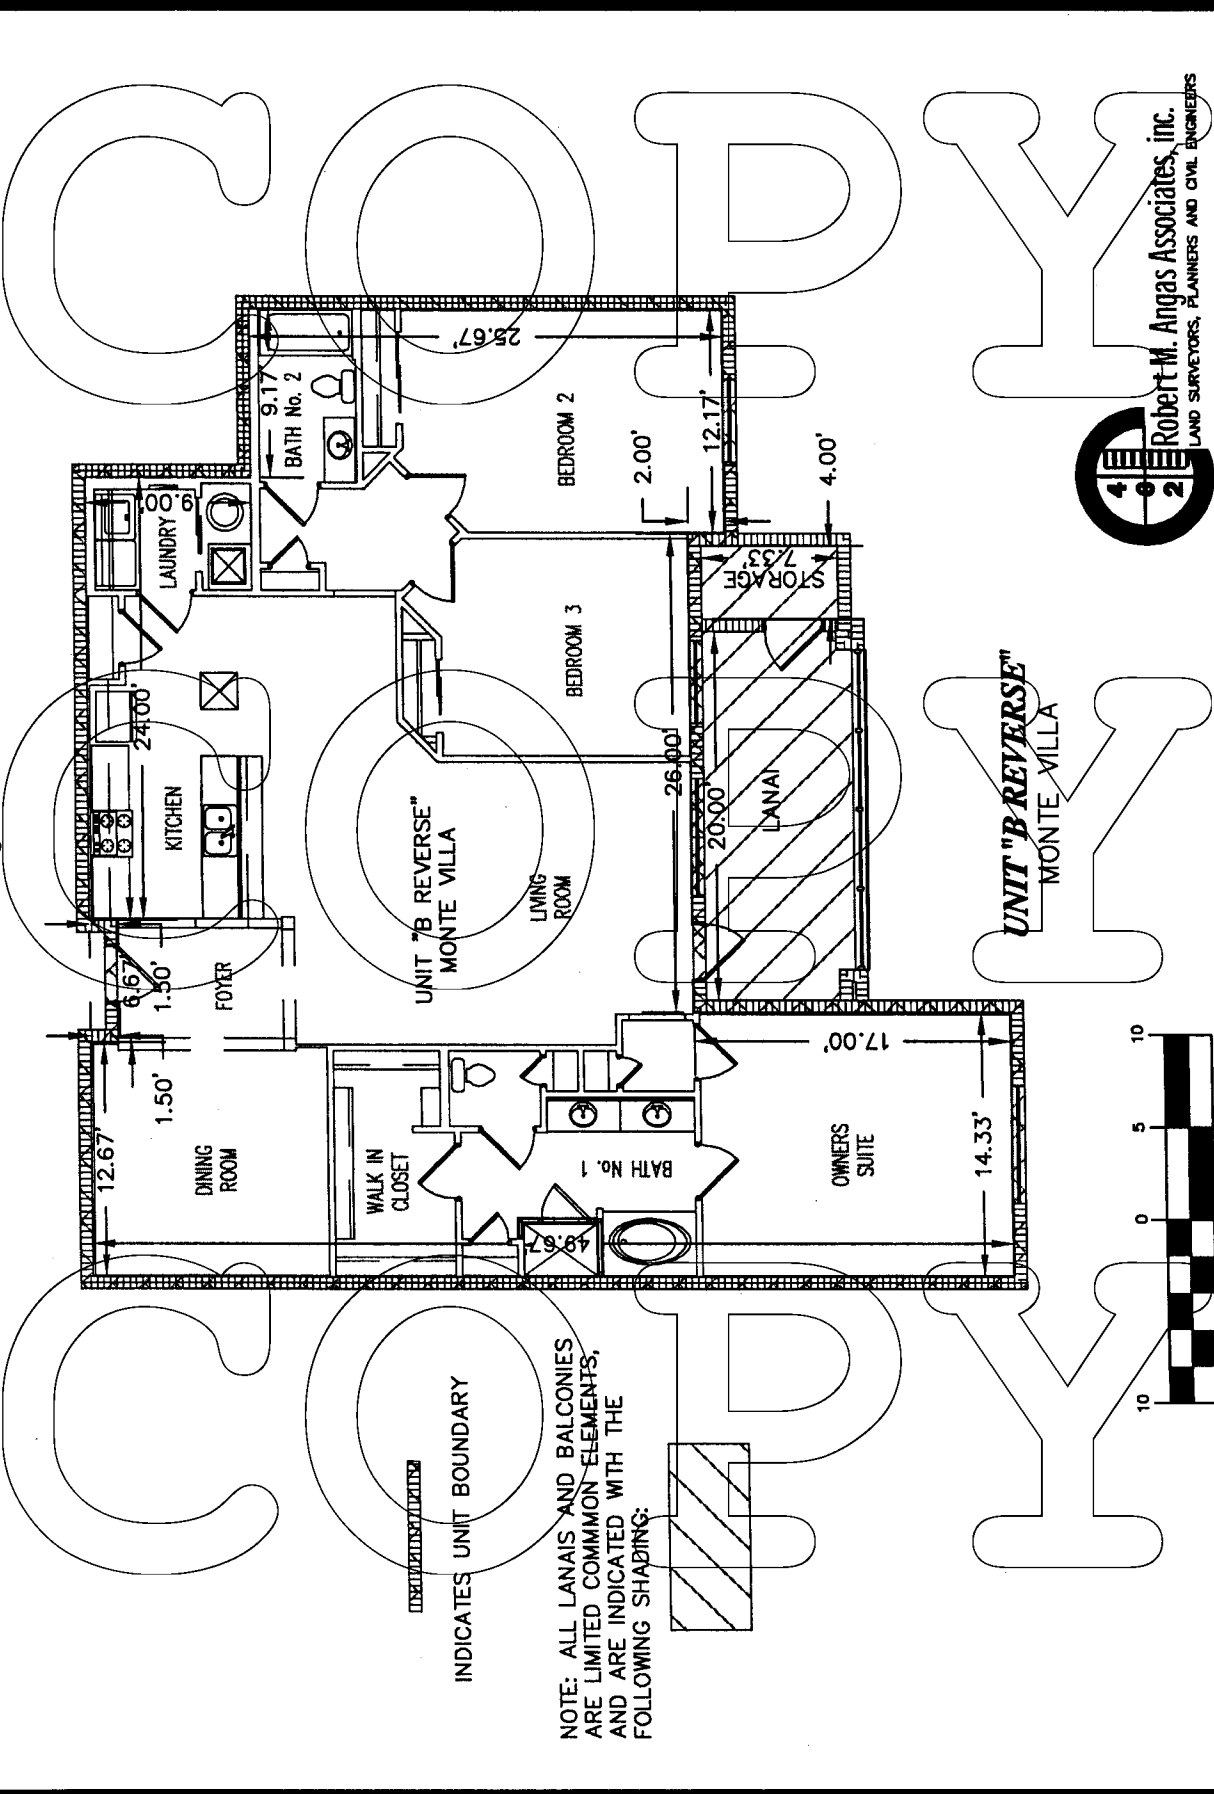 COPY
COPY
COPY
25.67'
9.17'
BATH No. 2
BEDROOM 2
2.00'
12.17'
4.00'
9.00'
LAUNDRY
STORAGE
7.33'
BEDROOM 3
24.00'
KITCHEN
26.00'
20.00'
LANAI
UNIT "B REVERSE"
MONTE VILLA
LIVING
ROOM
6.67'
1.50'
FOYER
1.50'
12.67'
DINING
ROOM
WALK IN
CLOSET
BATH No. 1
49.67'
17.00'
OWNERS
SUITE
14.33'
UNIT "B REVERSE"
MONTE VILLA
Robert M. Angas Associates, inc.
LAND SURVEYORS, PLANNERS AND CIVIL ENGINEERS
4
0
2
INDICATES UNIT BOUNDARY
NOTE: ALL LANAIS AND BALCONIES
ARE LIMITED COMMMON ELEMENTS,
AND ARE INDICATED WITH THE
FOLLOWING SHADING:
10 0 5 10